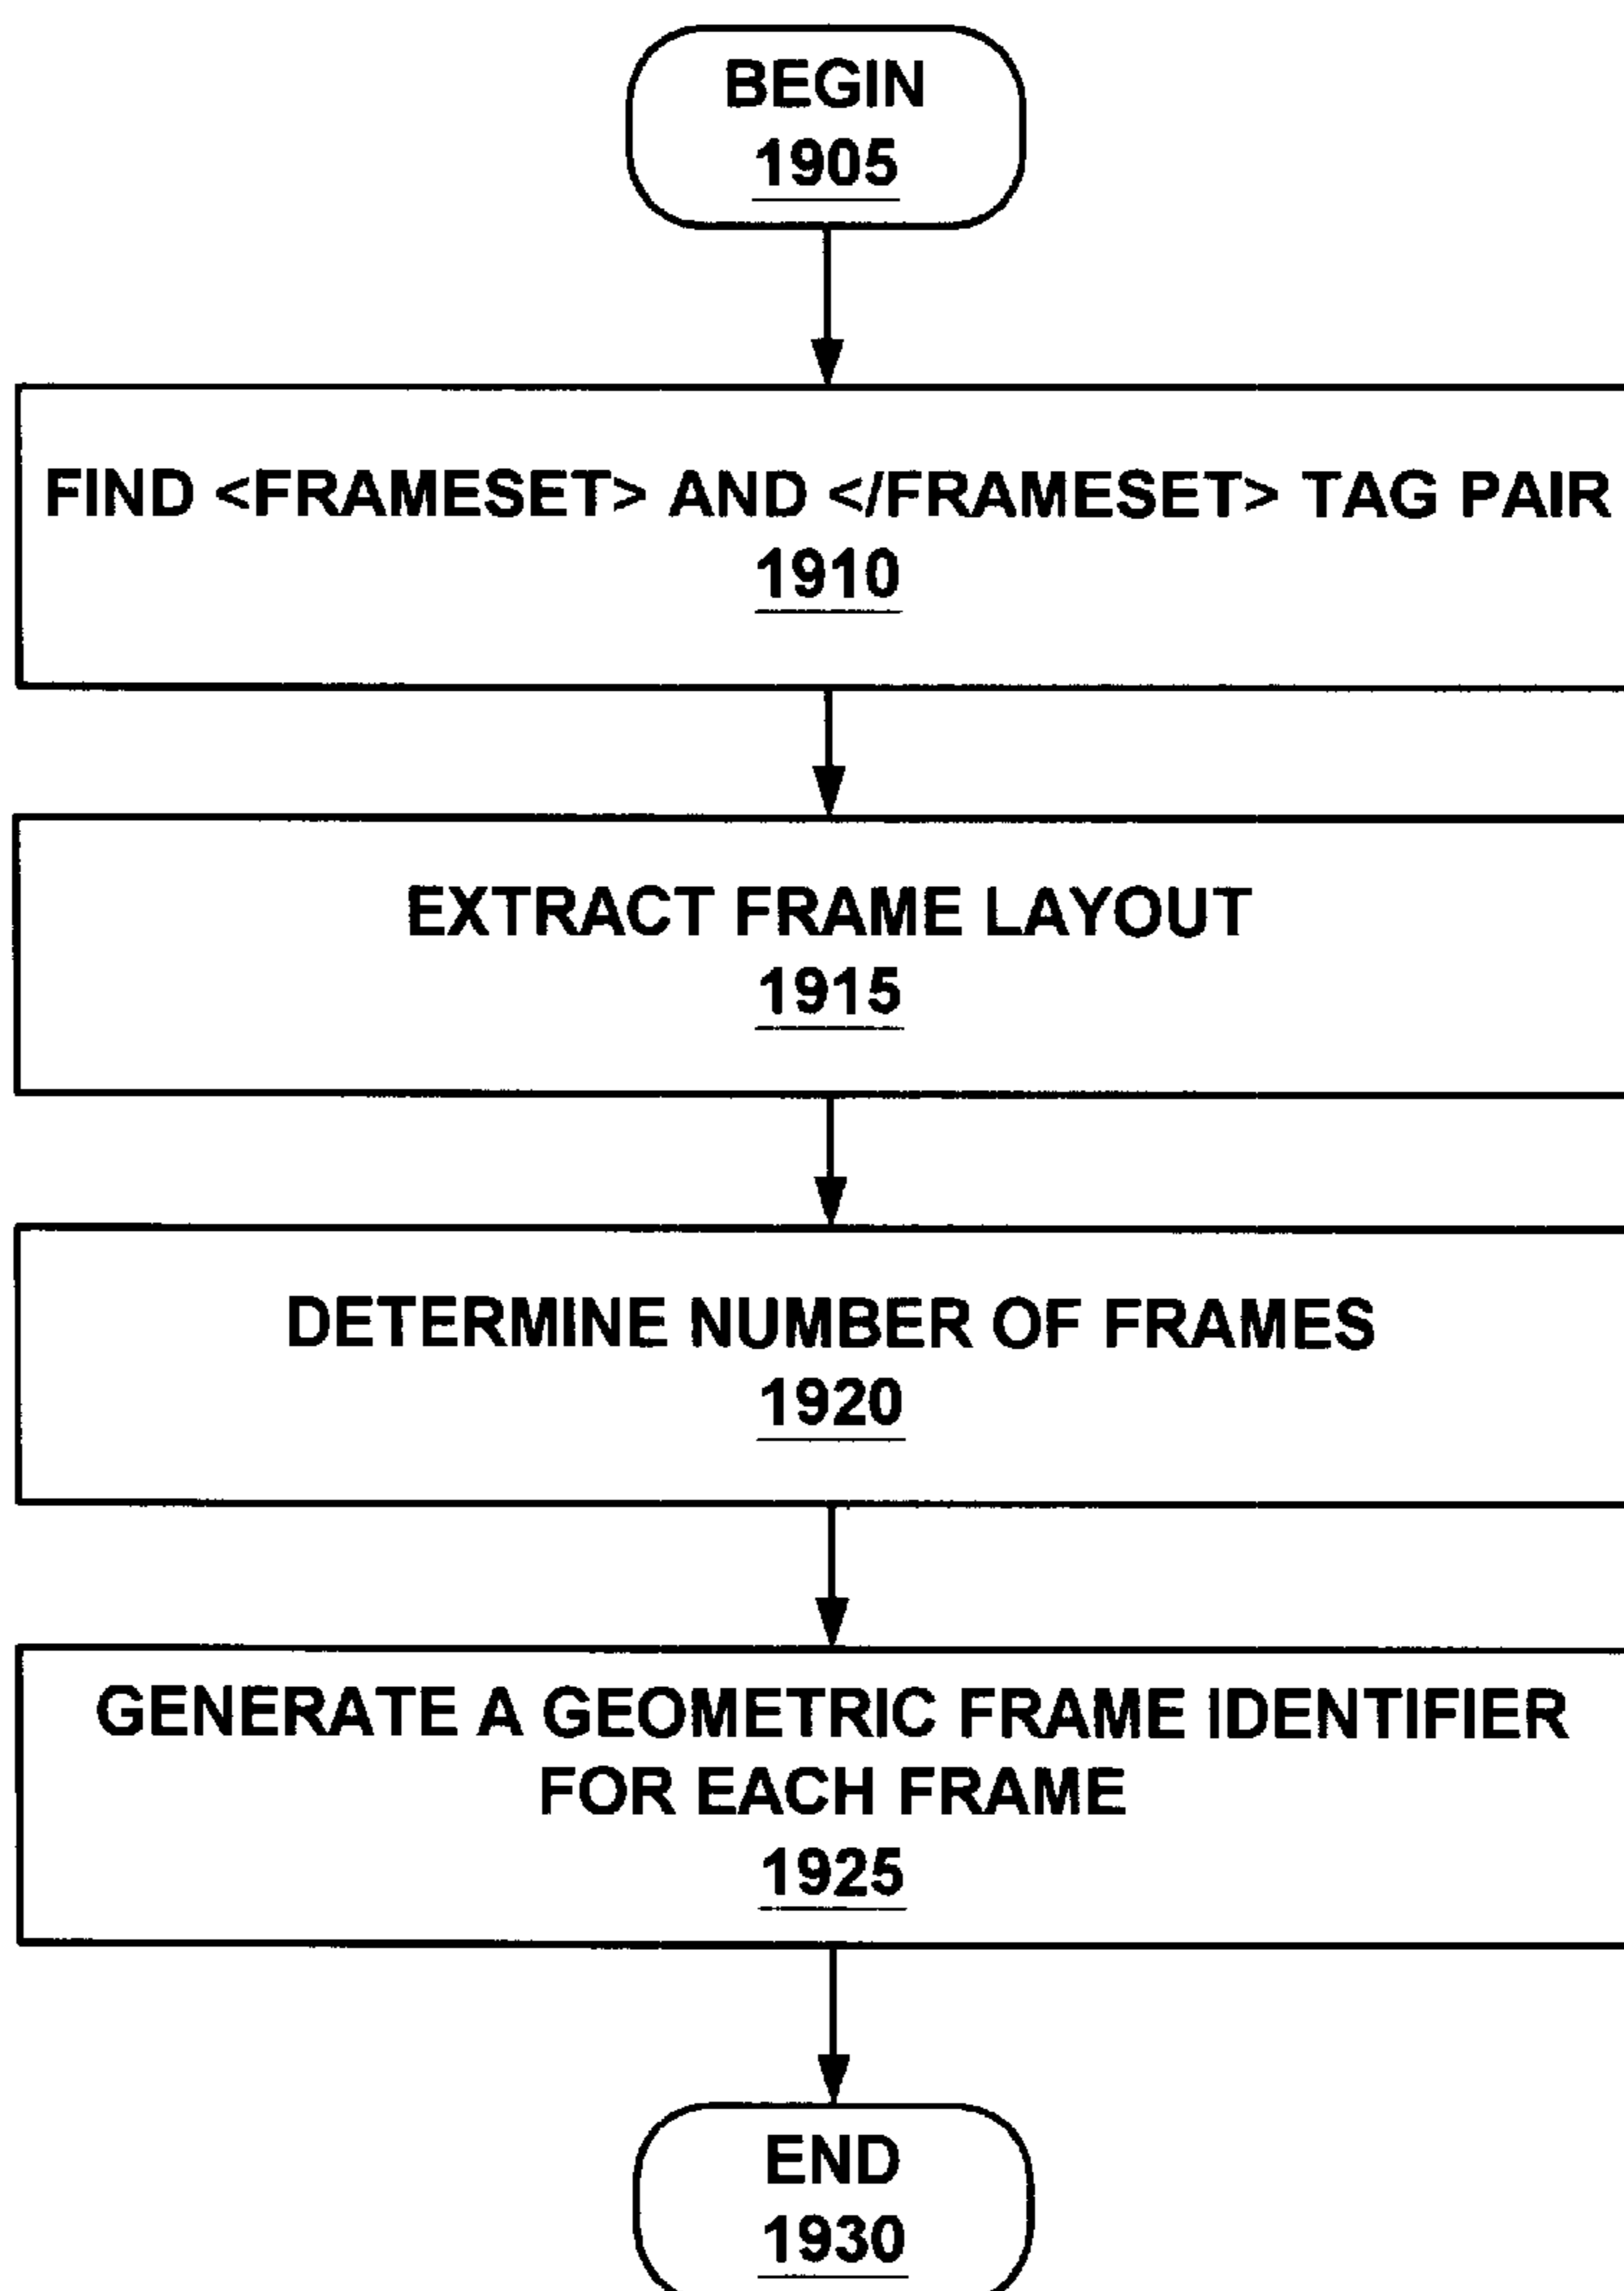 BEGIN
1905
FIND <FRAMESET> AND </FRAMESET> TAG PAIR
1910
EXTRACT FRAME LAYOUT
1915
DETERMINE NUMBER OF FRAMES
1920
GENERATE A GEOMETRIC FRAME IDENTIFIER
FOR EACH FRAME
1925
END
1930